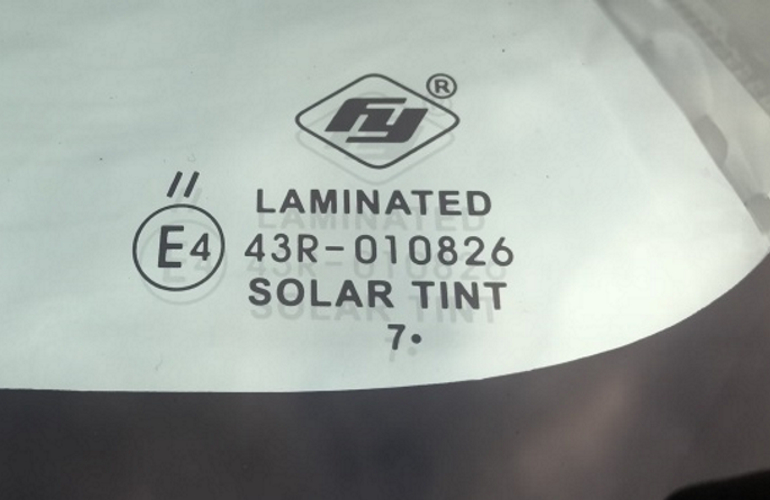 fy ®
//
LAMINATED
E4 43R-010826
SOLAR TINT
7•